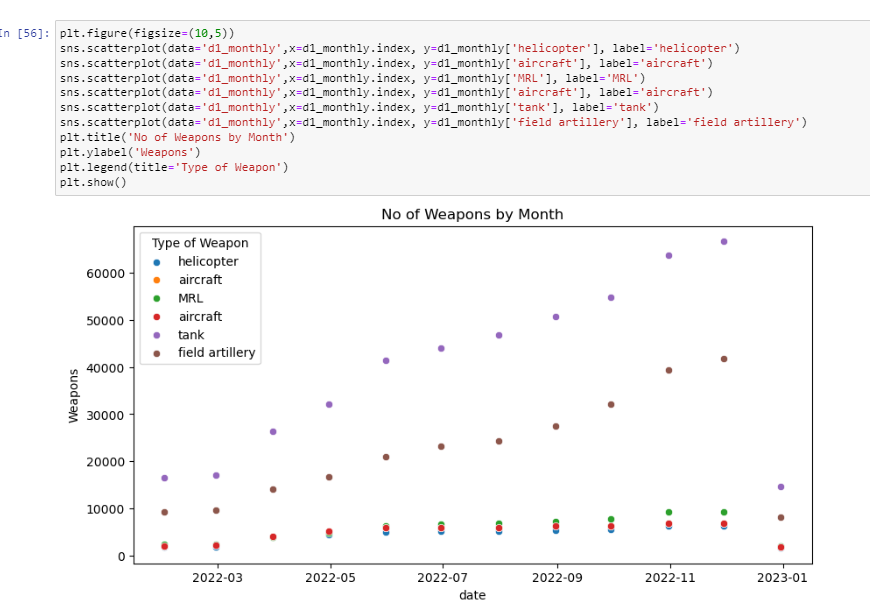 In [56]: plt.figure(figsize=(10,5))
sns.scatterplot(data='d1_monthly',x=d1_monthly.index, y=d1_monthly['helicopter'], label='helicopter')
sns.scatterplot(data='d1_monthly',x=d1_monthly.index, y=d1_monthly['aircraft'], label='aircraft')
sns.scatterplot(data='d1_monthly',x=d1_monthly.index, y=d1_monthly['MRL'], label='MRL')
sns.scatterplot(data='d1_monthly',x=d1_monthly.index, y=d1_monthly['aircraft'], label='aircraft')
sns.scatterplot(data='d1_monthly',x=d1_monthly.index, y=d1_monthly['tank'], label='tank')
sns.scatterplot(data='d1_monthly',x=d1_monthly.index, y=d1_monthly['field artillery'], label='field artillery')
plt.title('No of Weapons by Month')
plt.ylabel('Weapons')
plt.legend(title='Type of Weapon')
plt.show()
No of Weapons by Month
Type of Weapon
helicopter
aircraft
MRL
aircraft
tank
field artillery
Weapons
60000
50000
40000
30000
20000
10000
0
2022-03 2022-05 2022-07 2022-09 2022-11 2023-01
date